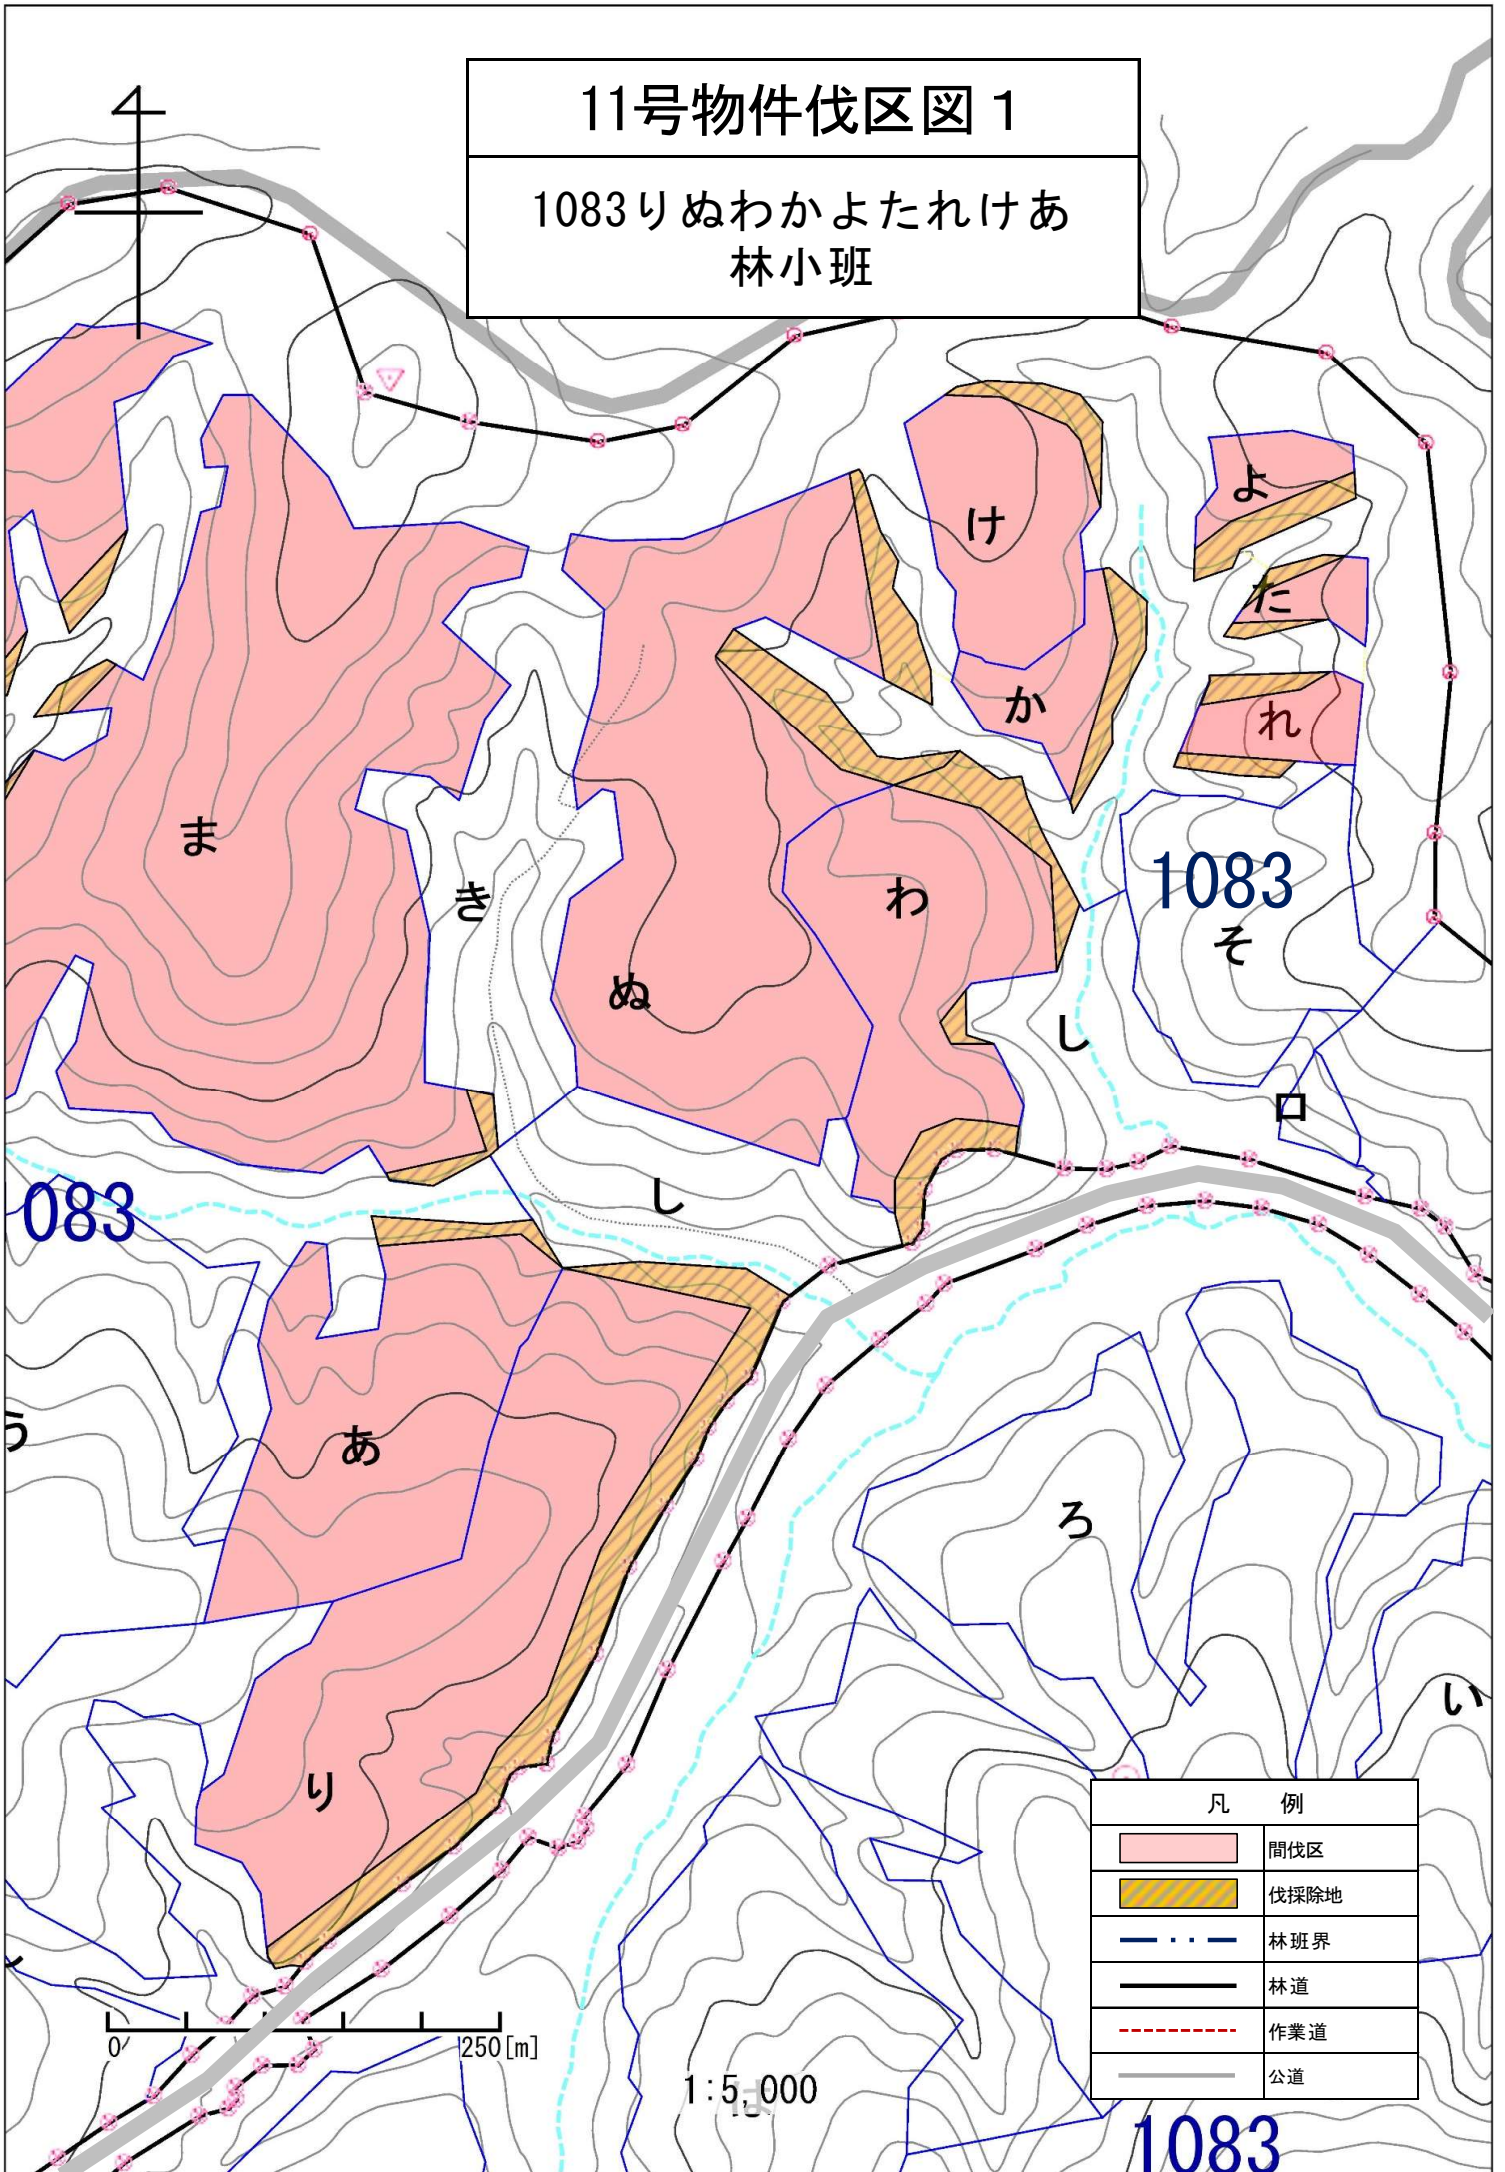 11号物件伐区図１
1083りぬわかよたれけあ
林小班
よ
け
た
か
れ
ま
1083
き
わ
そ
ぬ
し
ロ
し
083
あ
う
ろ
い
り
凡 例
間伐区
伐採除地
林班界
林道
作業道
公道
0
250[m]
1:5,000
は
1083